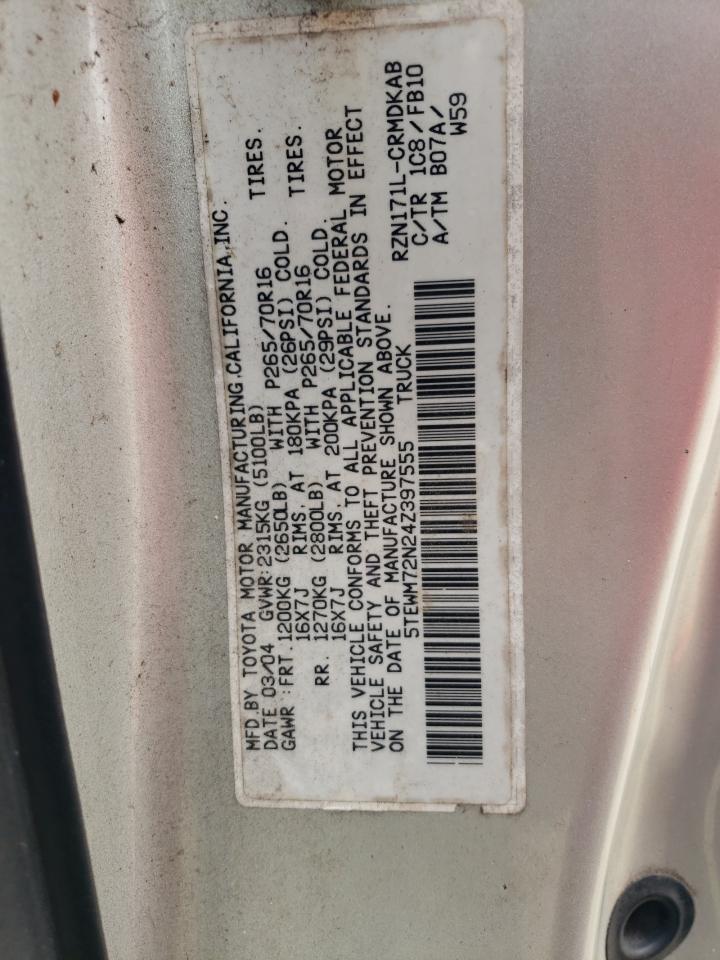 MFD.BY TOYOTA MOTOR MANUFACTURING,CALIFORNIA,INC.
DATE 03/04 GVWR:2315KG (5100LB)
GAWR :FRT.1200KG (2650LB) WITH P265/70R16 TIRES.
16X7J RIMS, AT 180KPA (26PSI) COLD.
RR. 1270KG (2800LB) WITH P265/70R16 TIRES.
16X7J RIMS, AT 200KPA (29PSI) COLD.
THIS VEHICLE CONFORMS TO ALL APPLICABLE FEDERAL MOTOR
VEHICLE SAFETY AND THEFT PREVENTION STANDARDS IN EFFECT
ON THE DATE OF MANUFACTURE SHOWN ABOVE.
5TEWM72N24Z397555 TRUCK
RZN171L-CRMDKAB
C/TR 1C8/FB10
A/TM B07A/
W59